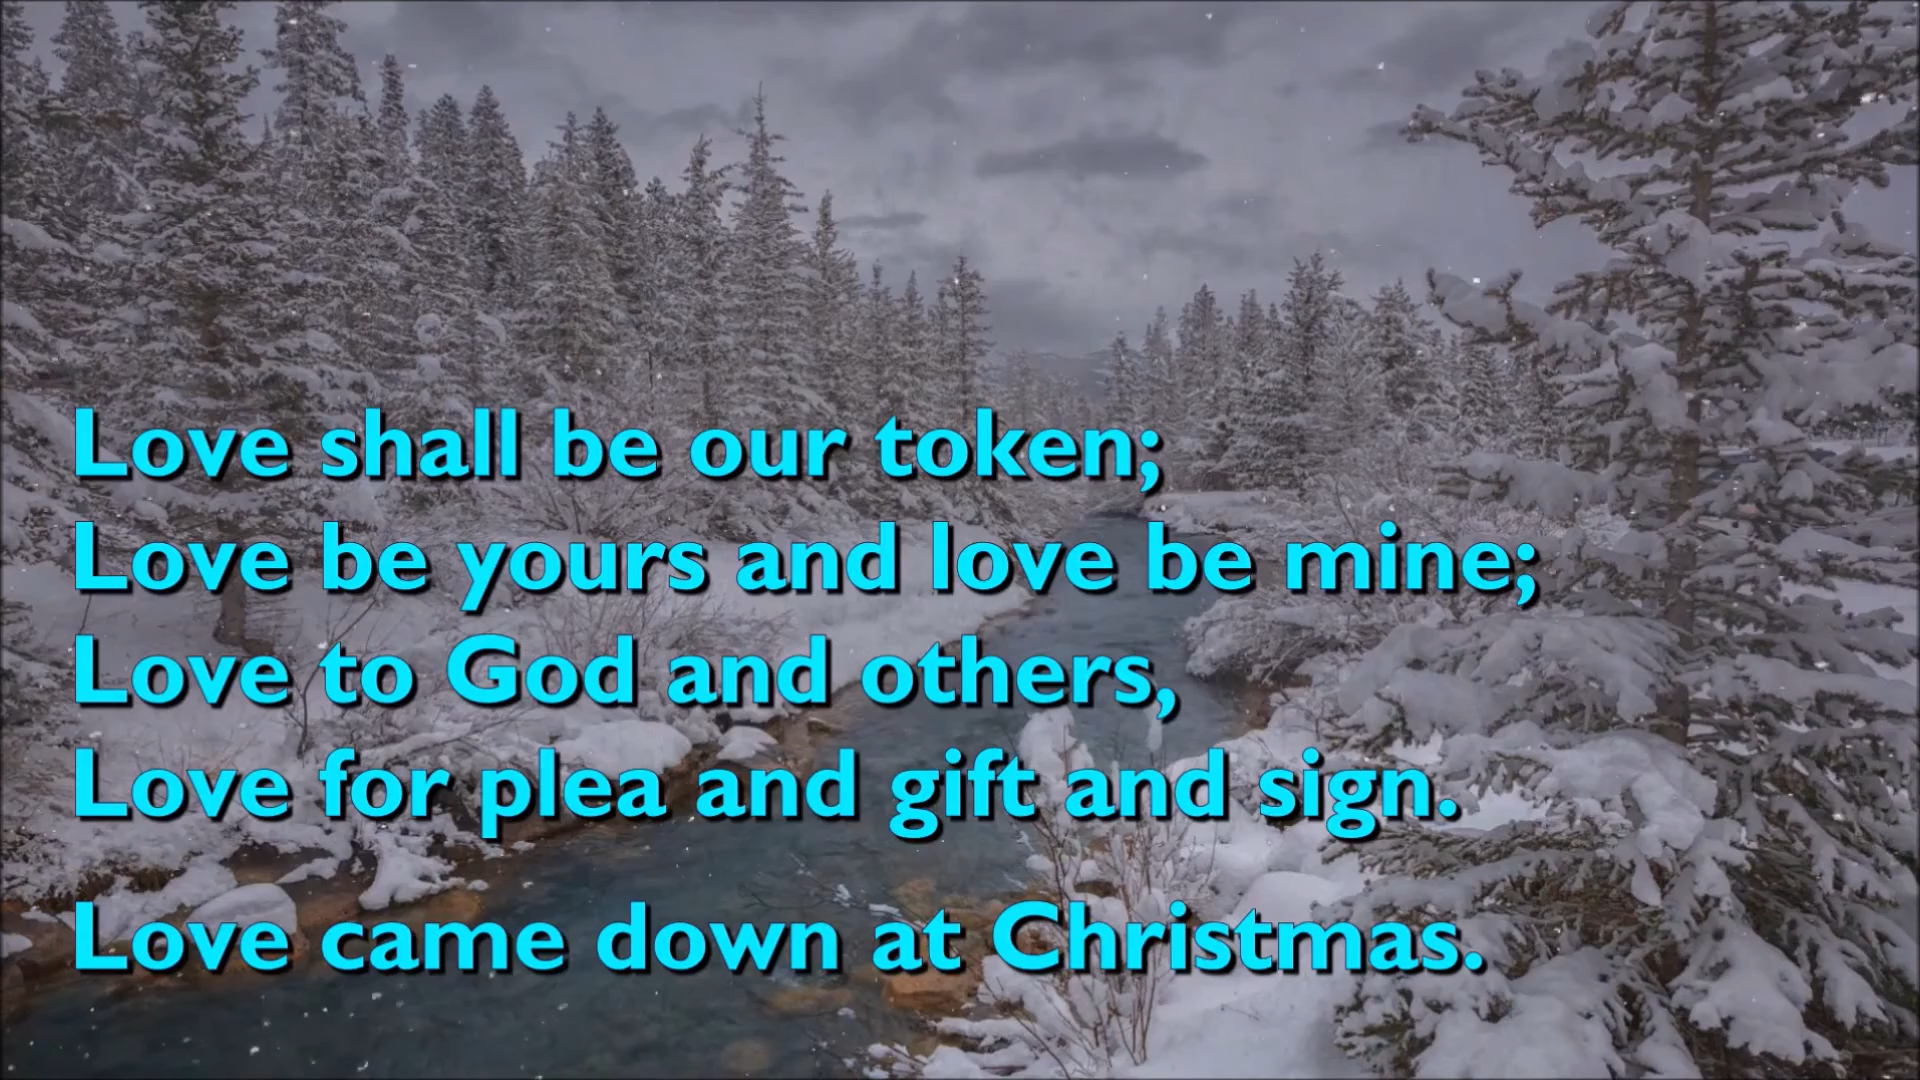 Love shall be our token;
Love be yours and love be mine;
Love to God and others,
Love for plea and gift and sign.
Love came down at Christmas.